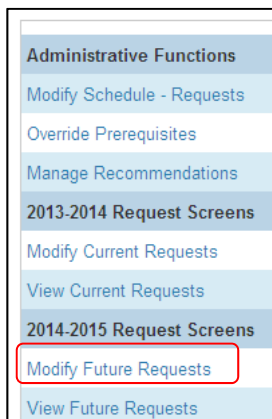 Administrative Functions
Modify Schedule - Requests
Override Prerequisites
Manage Recommendations
2013-2014 Request Screens
Modify Current Requests
View Current Requests
2014-2015 Request Screens
Modify Future Requests
View Future Requests